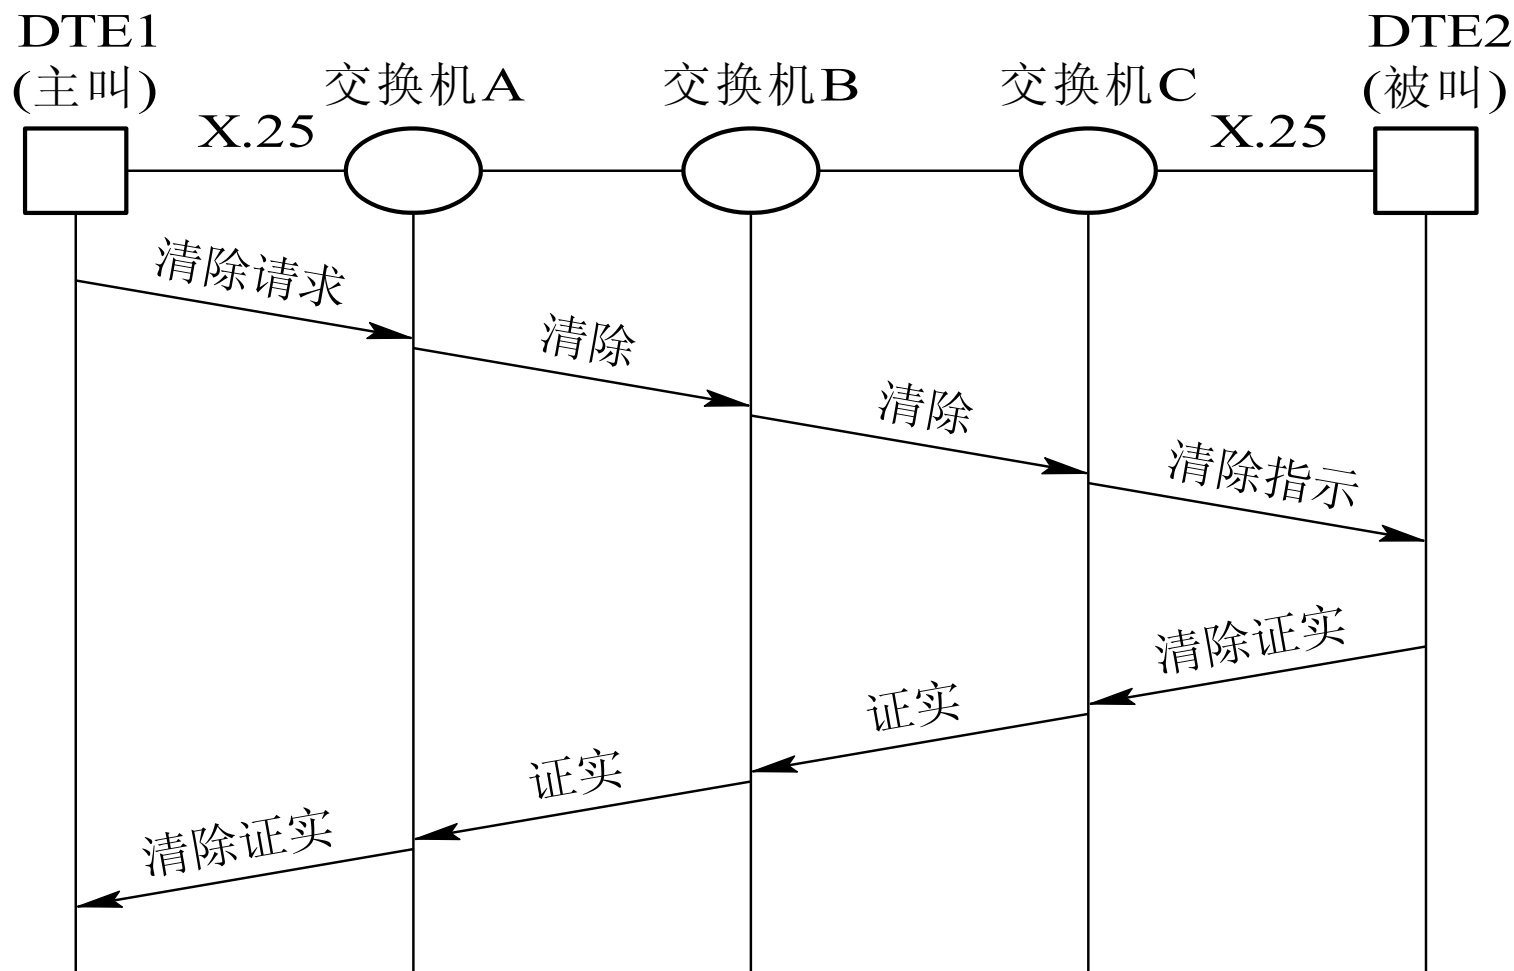 DTE1
(主叫)
交换机A
交换机B
交换机C
DTE2
(被叫)
X.25
X.25
清除请求
清除
清除
清除指示
清除证实
证实
证实
清除证实